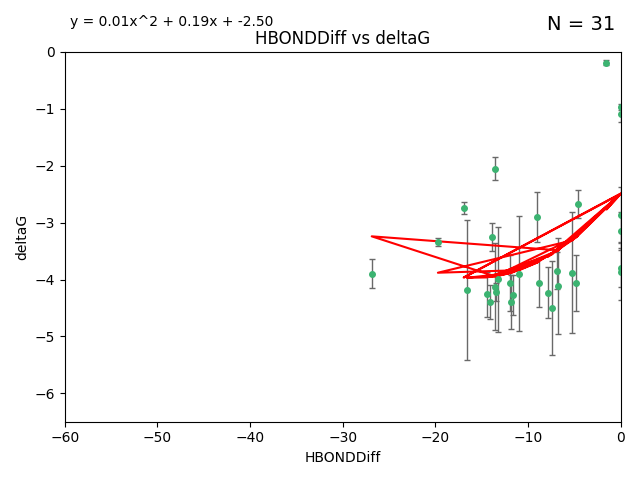 y = 0.01x^2 + 0.19x + -2.50
N = 31
HBONDDiff vs deltaG
0
−1
−2
−3
−4
−5
−6
deltaG
−60
−50
−40
−30
−20
−10
0
HBONDDiff